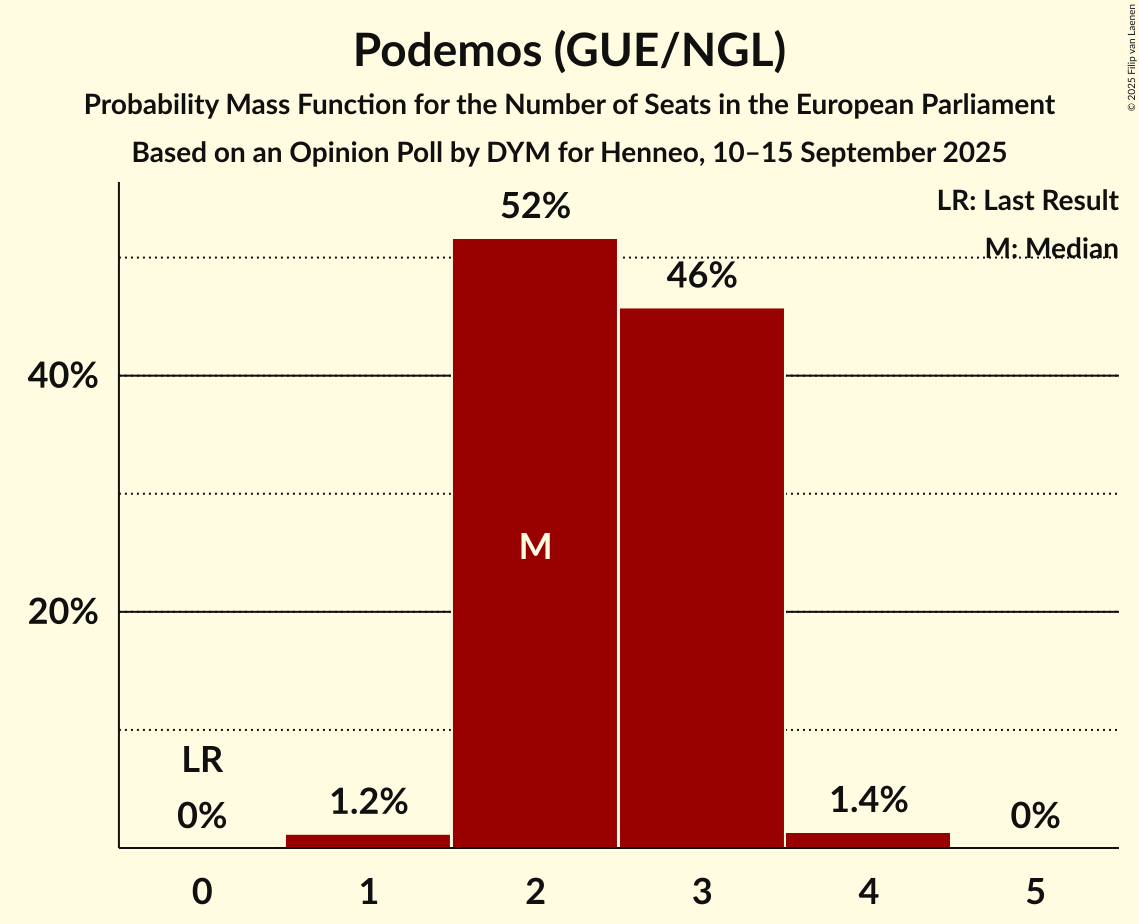 Podemos (GUE/NGL)
Probability Mass Function for the Number of Seats in the European Parliament
Based on an Opinion Poll by DYM for Henneo, 10–15 September 2025
© 2025 Filip van Laenen
LR: Last Result
M: Median
52%
46%
40%
M
20%
LR
0%
1.2%
1.4%
0%
0
1
2
3
4
5